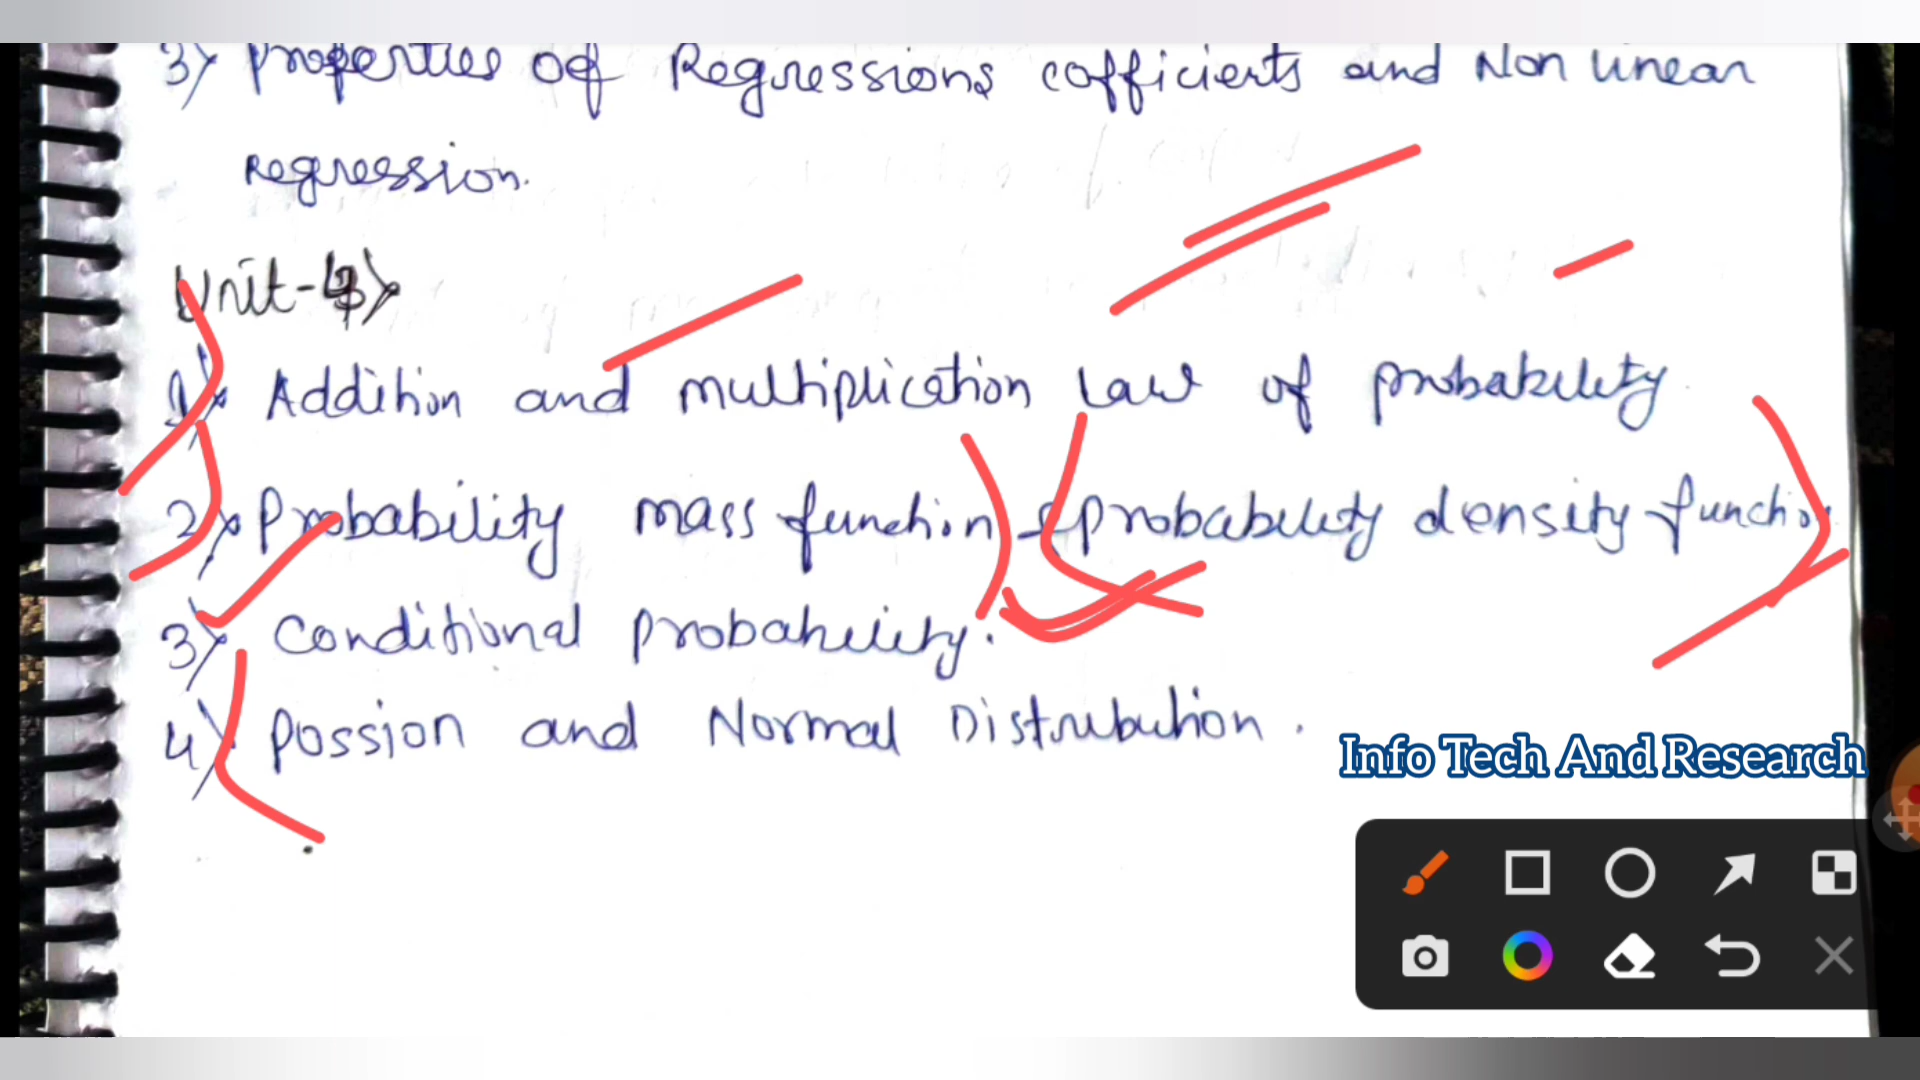 3) Properties of Regressions cofficients and Non linear
Regression.
Unit-4)
1) Addition and multiplication Law of probability.
2) Probability mass function & probability density functio
3) Conditional probability.
4) Possion and Normal Distribution.
Info Tech And Research